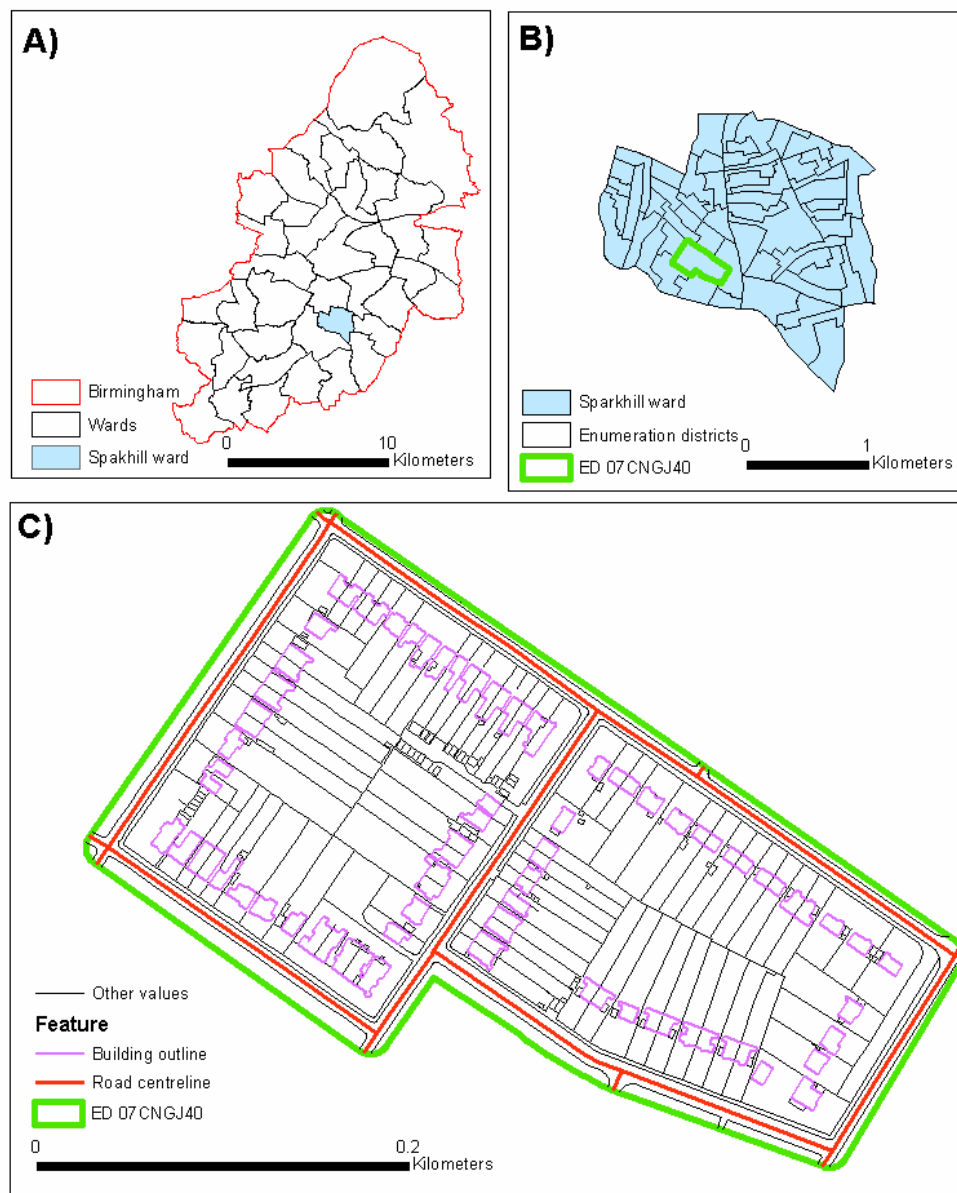 A)
Birmingham
Wards
Spakhill ward
0 10
Kilometers
B)
Sparkhill ward
Enumeration districts
ED 07CNGJ40
0 1
Kilometers
C)
Other values
Feature
Building outline
Road centreline
ED 07CNGJ40
0 0.2
Kilometers